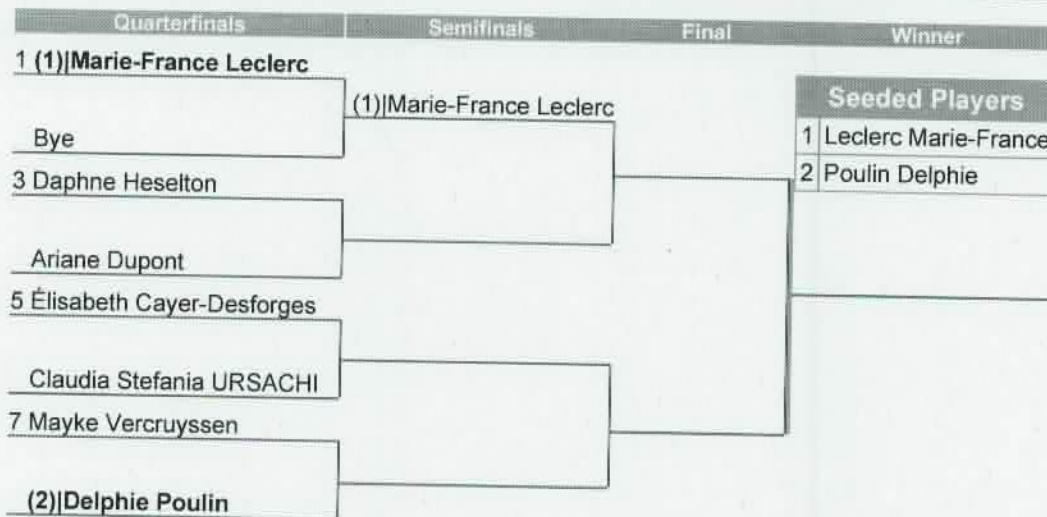 Quarterfinals Semifinals Final Winner
1 (1)|Marie-France Leclerc
(1)|Marie-France Leclerc
Bye
3 Daphne Heselton
Ariane Dupont
5 Élisabeth Cayer-Desforges
Claudia Stefania URSACHI
7 Mayke Vercruyssen
(2)|Delphie Poulin
Seeded Players
1 Leclerc Marie-France
2 Poulin Delphie